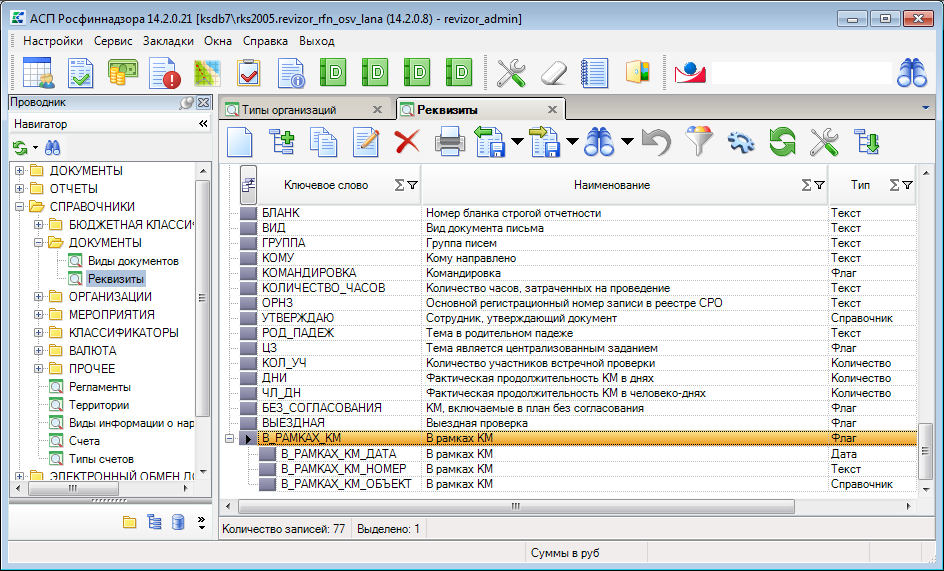 АСП Росфиннадзора 14.2.0.21 [ksdb7\rks2005.revizor_rfn_osv_lana (14.2.0.8) - revizor_admin]
Настройки Сервис Закладки Окна Справка Выход
Проводник
Навигатор
ДОКУМЕНТЫ
ОТЧЕТЫ
СПРАВОЧНИКИ
БЮДЖЕТНАЯ КЛАССИ
ДОКУМЕНТЫ
Виды документов
Реквизиты
ОРГАНИЗАЦИИ
МЕРОПРИЯТИЯ
КЛАССИФИКАТОРЫ
ВАЛЮТА
ПРОЧЕЕ
Регламенты
Территории
Виды информации о нар
Счета
Типы счетов
ЭЛЕКТРОННЫЙ ОБМЕН ДО
Типы организаций Реквизиты
Ключевое слово Σ Наименование Σ Тип Σ
БЛАНК Номер бланка строгой отчетности Текст
ВИД Вид документа письма Текст
ГРУППА Группа писем Текст
КОМУ Кому направлено Текст
КОМАНДИРОВКА Командировка Флаг
КОЛИЧЕСТВО_ЧАСОВ Количество часов, затраченных на проведение Текст
ОРНЗ Основной регистрационный номер записи в реестре СРО Текст
УТВЕРЖДАЮ Сотрудник, утверждающий документ Справочник
РОД_ПАДЕЖ Тема в родительном падеже Текст
ЦЗ Тема является централизованным заданием Флаг
КОЛ_УЧ Количество участников встречной проверки Количество
ДНИ Фактическая продолжительность КМ в днях Количество
ЧЛ_ДН Фактическая продолжительность КМ в человеко-днях Количество
БЕЗ_СОГЛАСОВАНИЯ КМ, включаемые в план без согласования Флаг
ВЫЕЗДНАЯ Выездная проверка Флаг
В_РАМКАХ_КМ В рамках КМ Флаг
В_РАМКАХ_КМ_ДАТА В рамках КМ Дата
В_РАМКАХ_КМ_НОМЕР В рамках КМ Текст
В_РАМКАХ_КМ_ОБЪЕКТ В рамках КМ Справочник
Количество записей: 77 Выделено: 1
Суммы в руб